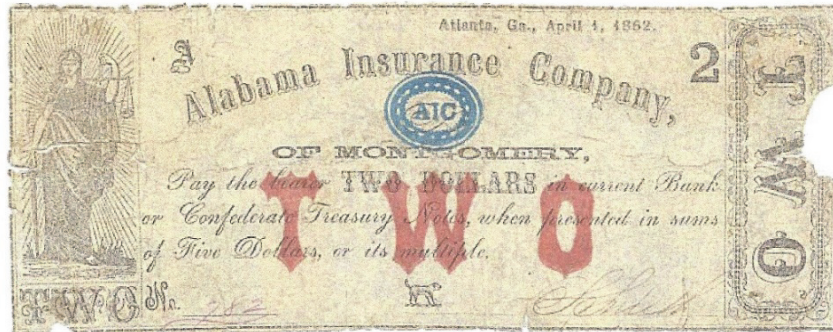 Atlanta, Ga., April 1, 1862.
A 2
Alabama Insurance Company,
AIC
OF MONTGOMERY,
Pay the bearer TWO DOLLARS in current Bank
or Confederate Treasury Notes, when presented in sums
of Five Dollars, or its multiple.
TWO
TWO No. 282
TWO